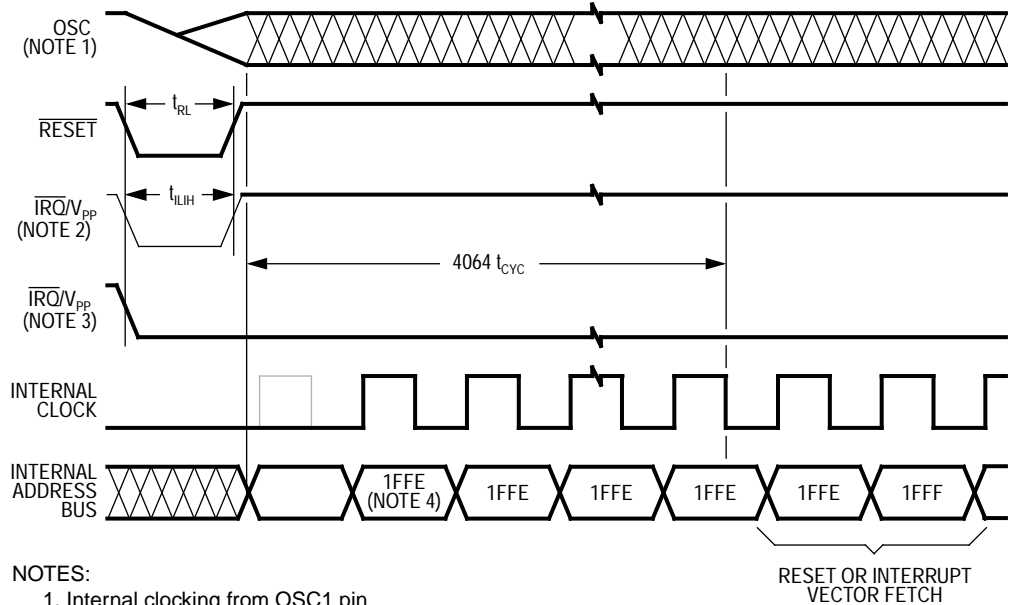 OSC
(NOTE 1)
tRL
RESET
tILIH
IRQ/VPP
(NOTE 2)
4064 tCYC
IRQ/VPP
(NOTE 3)
INTERNAL
CLOCK
INTERNAL
ADDRESS
BUS
1FFE
(NOTE 4)
1FFE
1FFE
1FFE
1FFE
1FFF
RESET OR INTERRUPT
VECTOR FETCH
NOTES:
1. Internal clocking from OSC1 pin